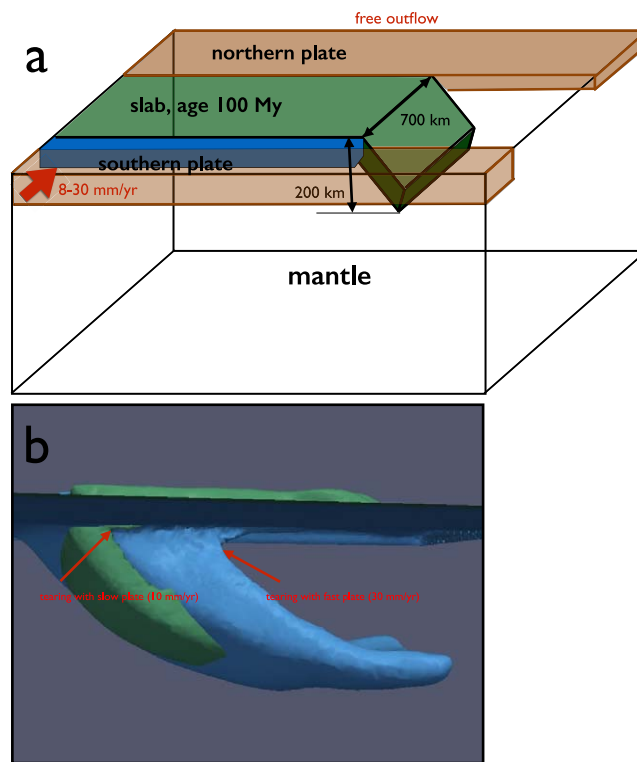 free outflow
a
northern plate
slab, age 100 My
700 km
southern plate
8-30 mm/yr
200 km
mantle
b
tearing with slow plate (10 mm/yr)
tearing with fast plate (30 mm/yr)